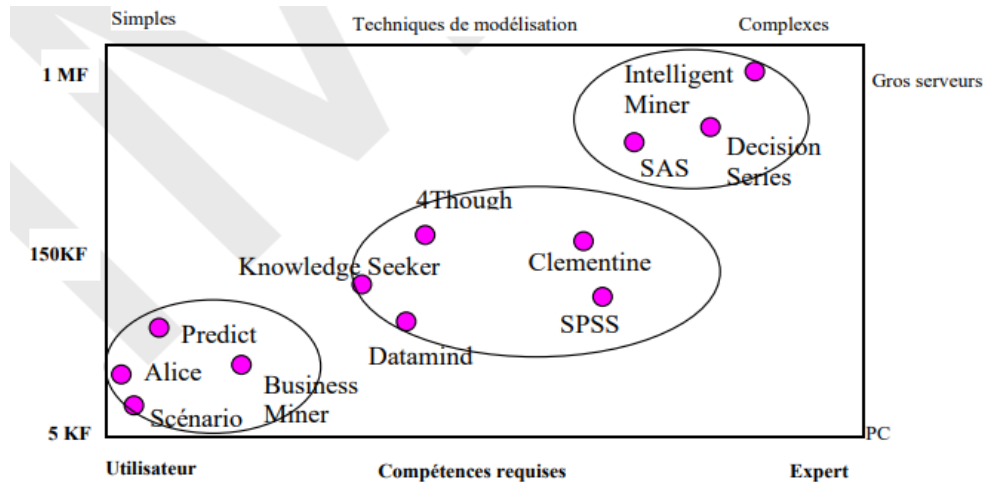 Simples
Techniques de modélisation
Complexes
1 MF
Intelligent
Miner
Gros serveurs
SAS
Decision
Series
4Though
150KF
Knowledge Seeker
Clementine
SPSS
Datamind
Predict
Alice
Business
Miner
Scénario
5 KF
PC
Utilisateur
Compétences requises
Expert